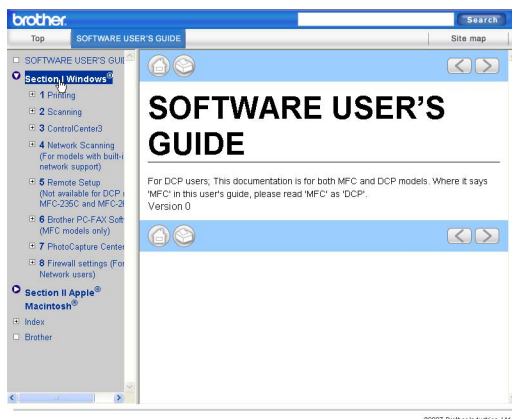 brother.
Search
Top
SOFTWARE USER'S GUIDE
Site map
SOFTWARE USER'S GUI
Section I Windows®
1 Printing
2 Scanning
3 ControlCenter3
4 Network Scanning
(For models with built-i
network support)
5 Remote Setup
(Not available for DCP
MFC-235C and MFC-2
6 Brother PC-FAX Soft
(MFC models only)
7 PhotoCapture Center
8 Firewall settings (For
Network users)
Section II Apple®
Macintosh®
Index
Brother
SOFTWARE USER'S
GUIDE
For DCP users; This documentation is for both MFC and DCP models. Where it says
'MFC' in this user's guide, please read 'MFC' as 'DCP'.
Version 0